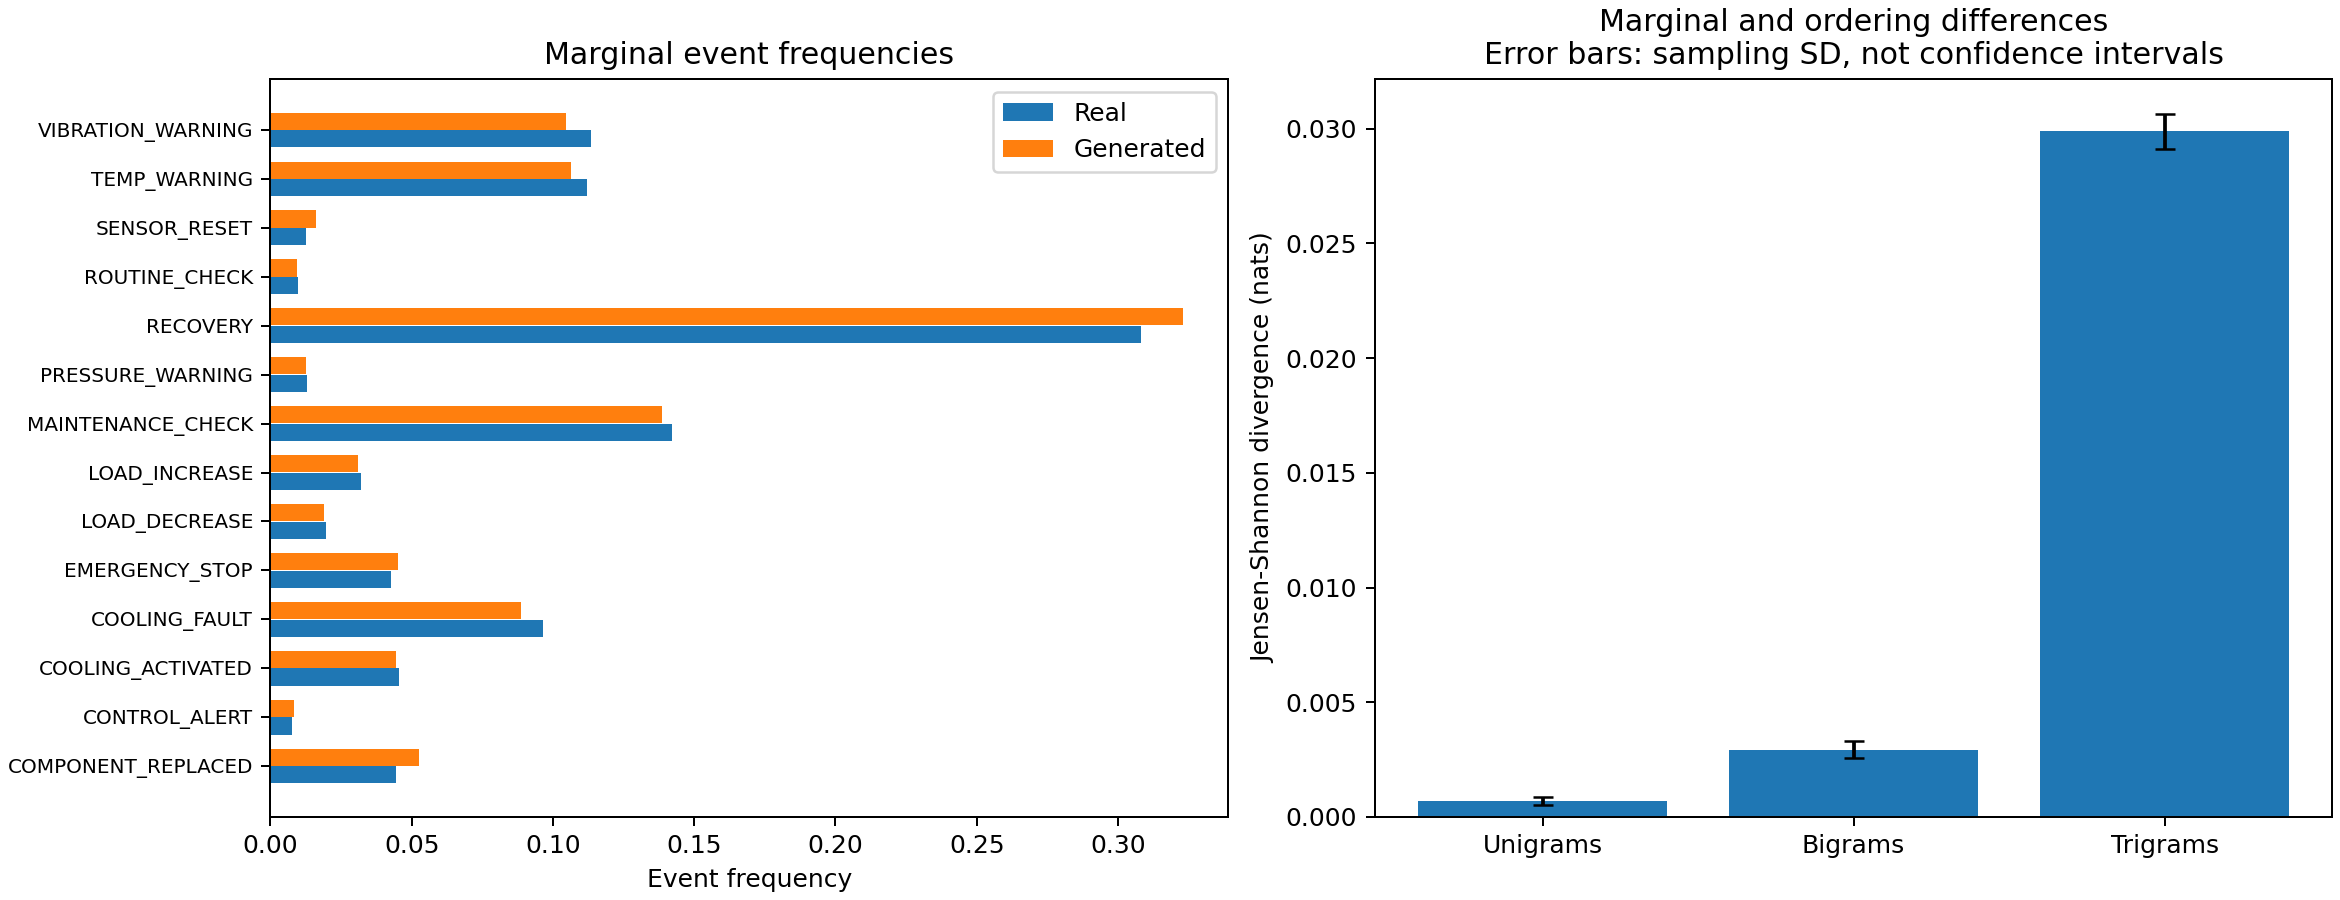 Marginal event frequencies
Real
Generated
VIBRATION_WARNING
TEMP_WARNING
SENSOR_RESET
ROUTINE_CHECK
RECOVERY
PRESSURE_WARNING
MAINTENANCE_CHECK
LOAD_INCREASE
LOAD_DECREASE
EMERGENCY_STOP
COOLING_FAULT
COOLING_ACTIVATED
CONTROL_ALERT
COMPONENT_REPLACED
0.00 0.05 0.10 0.15 0.20 0.25 0.30
Event frequency
Marginal and ordering differences
Error bars: sampling SD, not confidence intervals
Jensen-Shannon divergence (nats)
0.030
0.025
0.020
0.015
0.010
0.005
0.000
Unigrams Bigrams Trigrams